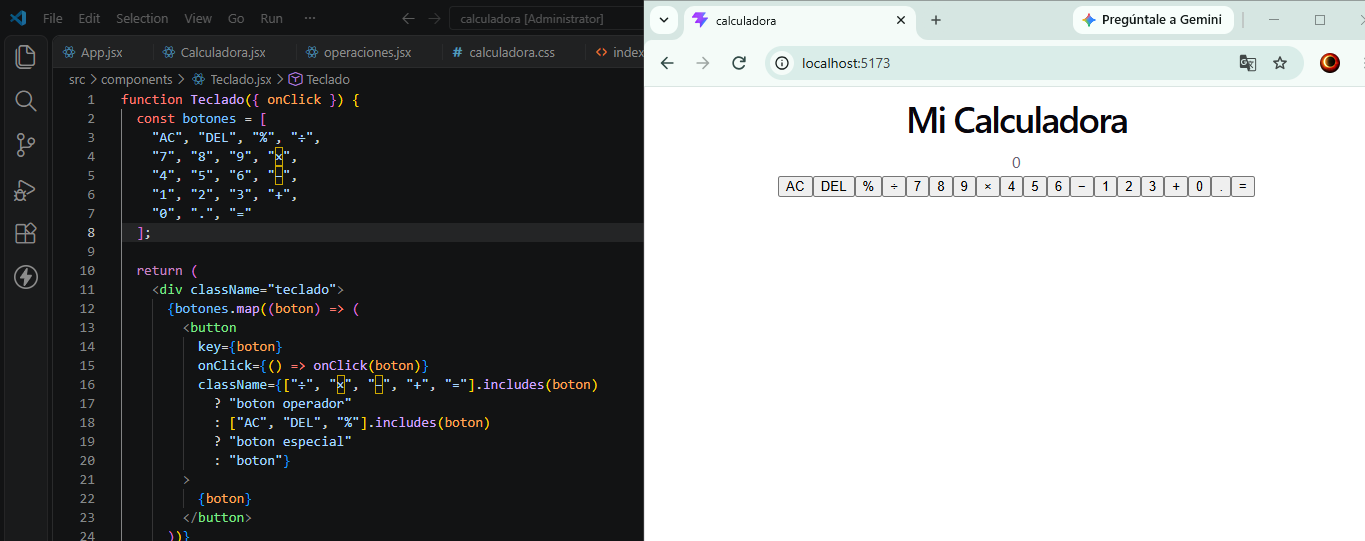 File Edit Selection View Go Run ··· calculadora [Administrator]
App.jsx Calculadora.jsx operaciones.jsx # calculadora.css <> index
src > components > Teclado.jsx > Teclado
1 function Teclado({ onClick }) {
2 const botones = [
3 "AC", "DEL", "%", "÷",
4 "7", "8", "9", "×",
5 "4", "5", "6", "−",
6 "1", "2", "3", "+",
7 "0", ".", "="
8 ];
9
10 return (
11 <div className="teclado">
12 {botones.map((boton) => (
13 <button
14 key={boton}
15 onClick={() => onClick(boton)}
16 className={["÷", "×", "−", "+", "="].includes(boton)
17 ? "boton operador"
18 : ["AC", "DEL", "%"].includes(boton)
19 ? "boton especial"
20 : "boton"}
21 >
22 {boton}
23 </button>
24 ))}
calculadora
Pregúntale a Gemini
localhost:5173
Mi Calculadora
0
AC DEL % ÷ 7 8 9 × 4 5 6 − 1 2 3 + 0 . =